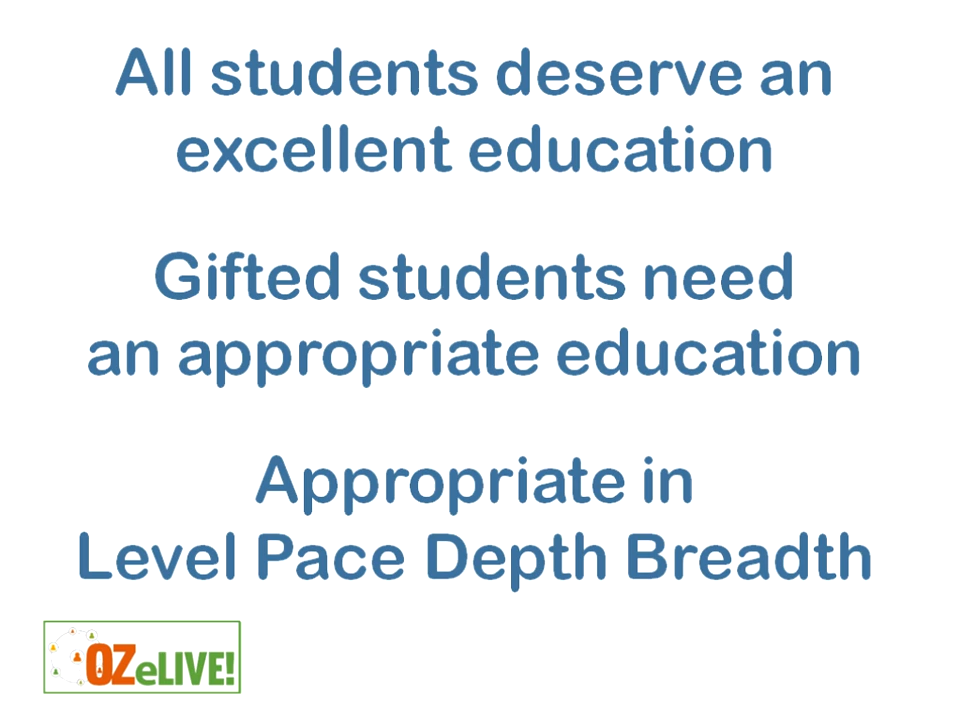 All students deserve an
excellent education
Gifted students need
an appropriate education
Appropriate in
Level Pace Depth Breadth
OZeLIVE!